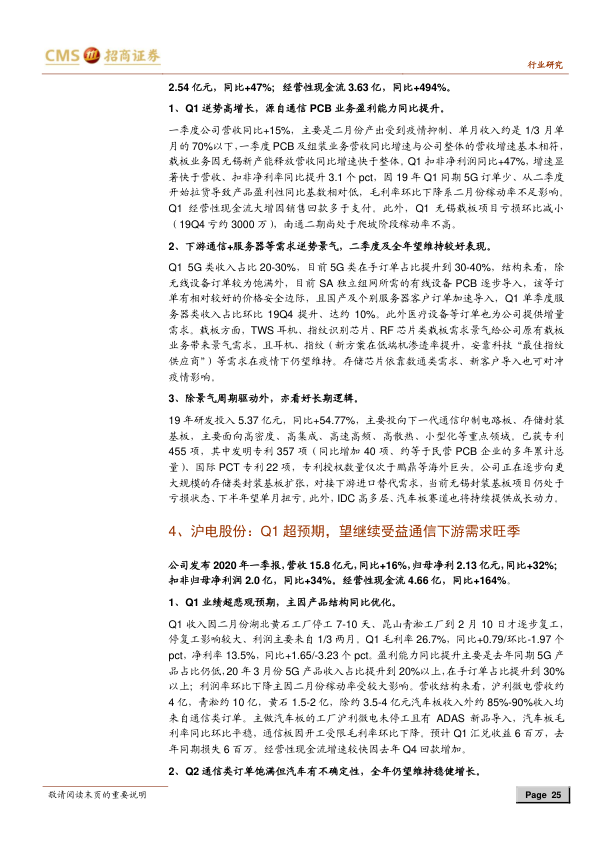 CMS 招商证券
行业研究
2.54 亿元，同比+47%；经营性现金流 3.63 亿，同比+494%。
1、Q1 逆势高增长，源自通信 PCB 业务盈利能力同比提升。
一季度公司营收同比+15%，主要是二月份产出受到疫情抑制、单月收入约是 1/3 月单
月的 70%以下，一季度 PCB 及组装业务营收同比增速与公司整体的营收增速基本相符，
载板业务因无锡新产能释放营收同比增速快于整体。Q1 扣非净利润同比+47%，增速显
著快于营收、扣非净利率同比提升 3.1 个 pct，因 19 年 Q1 同期 5G 订单少、从二季度
开始拉货导致产品盈利性同比基数相对低，毛利率环比下降系二月份稼动率不足影响。
Q1 经营性现金大增因销售回款多于支付。此外，Q1 无锡载板项目亏损环比减小
（19Q4 亏约 3000 万），南通二期尚处于爬坡阶段稼动率不高。
2、下游通信+服务器等需求逆势景气，二季度及全年望维持较好表现。
Q1 5G 类收入占比 20-30%，目前 5G 类在手订单占比提升到 30-40%，结构来看，除
无线设备订单较为饱满外，目前 SA 独立组网所需的有线设备 PCB 逐步导入，该等订
单有相对较好的价格安全边际，且国产及个别服务器客户订单加速导入，Q1 单季度服
务器类收入占比环比 19Q4 提升、达约 10%。此外医疗设备等订单也为公司提供增量
需求。载板方面，TWS 耳机、指纹识别芯片、RF 芯片类载板需求景气给公司原有载板
业务带来景气需求，且耳机、指纹（新方案在低端机渗透率提升，安靠科技“最佳指纹
供应商”）等需求在疫情下仍望维持。存储芯片依靠数通类需求、新客户导入也可对冲
疫情影响。
3、除景气周期驱动外，亦看好长期逻辑。
19 年研发投入 5.37 亿元，同比+54.77%，主要投向下一代通信印制电路板、存储封装
基板，主要面向高密度、高集成、高速高频、高散热、小型化等重点领域。已获专利
455 项，其中发明专利 357 项（同比增加 40 项、约等于民营 PCB 企业的多年累计总
量）、国际 PCT 专利 22 项，专利授权数量仅次于鹏鼎等海外巨头。公司正在逐步向更
大规模的存储类封装基板扩张，对接下游进口替代需求，当前无锡封装基板项目仍处于
亏损状态、下半年望单月扭亏。此外，IDC 高多层、汽车板赛道也将持续提供成长动力。
4、沪电股份：Q1 超预期，望继续受益通信下游需求旺季
公司发布 2020 年一季报，营收 15.8 亿元，同比+16%，归母净利 2.13 亿元，同比+32%；
扣非归母净利润 2.0 亿，同比+34%。经营性现金流 4.66 亿，同比+164%。
1、Q1 业绩超悲观预期，主因产品结构同比优化。
Q1 收入因二月份湖北黄石工厂停工 7-10 天、昆山青淞工厂到 2 月 10 日才逐步复工，
停复工影响较大、利润主要来自 1/3 两月。Q1 毛利率 26.7%，同比+0.79/环比-1.97 个
pct，净利率 13.5%，同比+1.65/-3.23 个 pct。盈利能力同比提升主要是去年同期 5G 产
品占比仍低，20 年 3 月份 5G 产品收入占比提升到 20%以上，在手订单占比提升到 30%
以上；利润率环比下降主因二月份稼动率受较大影响。营收结构来看，沪利微电营收约
4 亿，青淞约 10 亿，黄石 1.5-2 亿，除约 3.5-4 亿元汽车板收入外约 85%-90%收入均
来自通信类订单。主做汽车板的工厂沪利微电未停工且有 ADAS 新品导入，汽车板毛
利率同比环比平稳，通信板因开工受限毛利率环比下降。预计 Q1 汇兑收益 6 百万，去
年同期损失 6 百万。经营性现金流增速较快因去年 Q4 回款增加。
2、Q2 通信类订单饱满但汽车有不确定性，全年仍望维持稳健增长。
敬请阅读末页的重要说明
Page 25